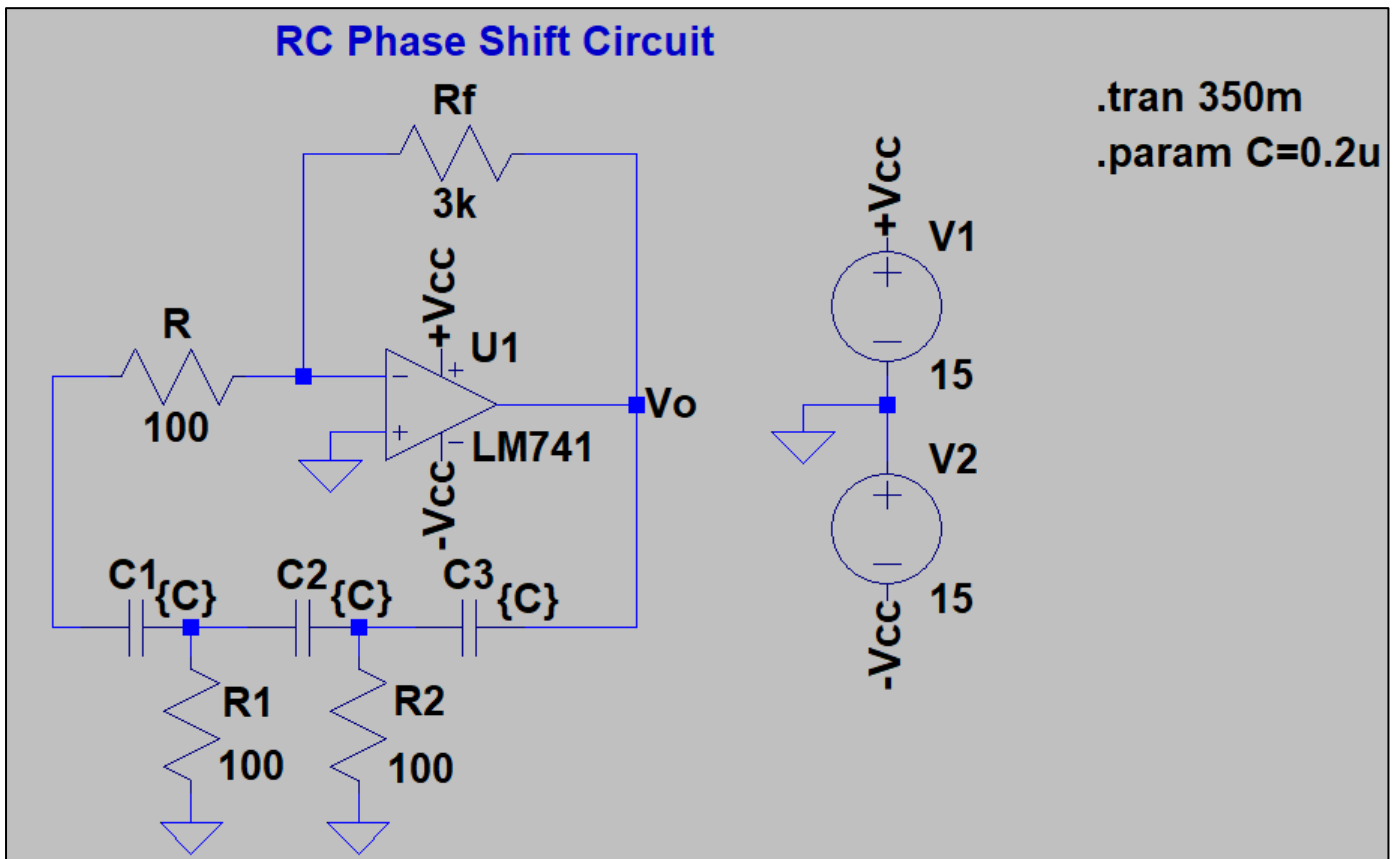 RC Phase Shift Circuit
.tran 350m
.param C=0.2u
Rf
3k
+Vcc
+Vcc
V1
+
−
15
R
100
U1
−
+
+
−
LM741
-Vcc
Vo
V2
+
−
15
-Vcc
C1
{C}
C2
{C}
C3
{C}
R1
100
R2
100